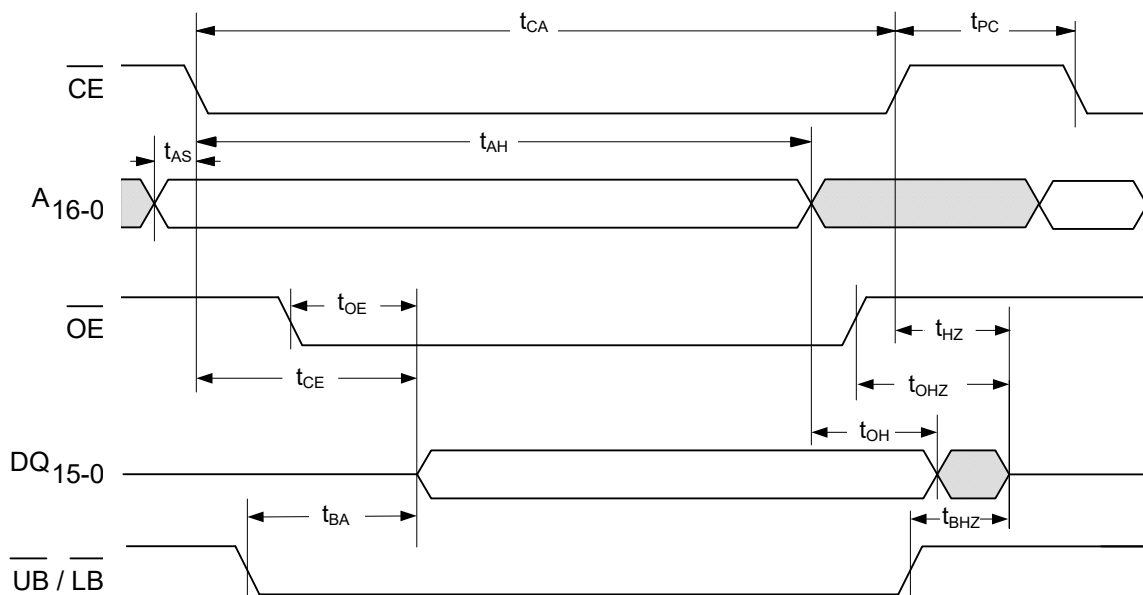 tCA
tPC
CE
tAS
tAH
A16-0
OE
tOE
tHZ
tCE
tOHZ
tOH
DQ15-0
tBA
tBHZ
UB / LB